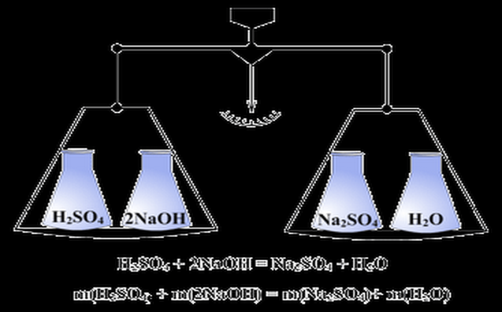 H₂SO₄ 2NaOH Na₂SO₄ H₂O
H₂SO₄ + 2NaOH = Na₂SO₄ + H₂O
m(H₂SO₄) + m(2NaOH) = m(Na₂SO₄)+ m(H₂O)